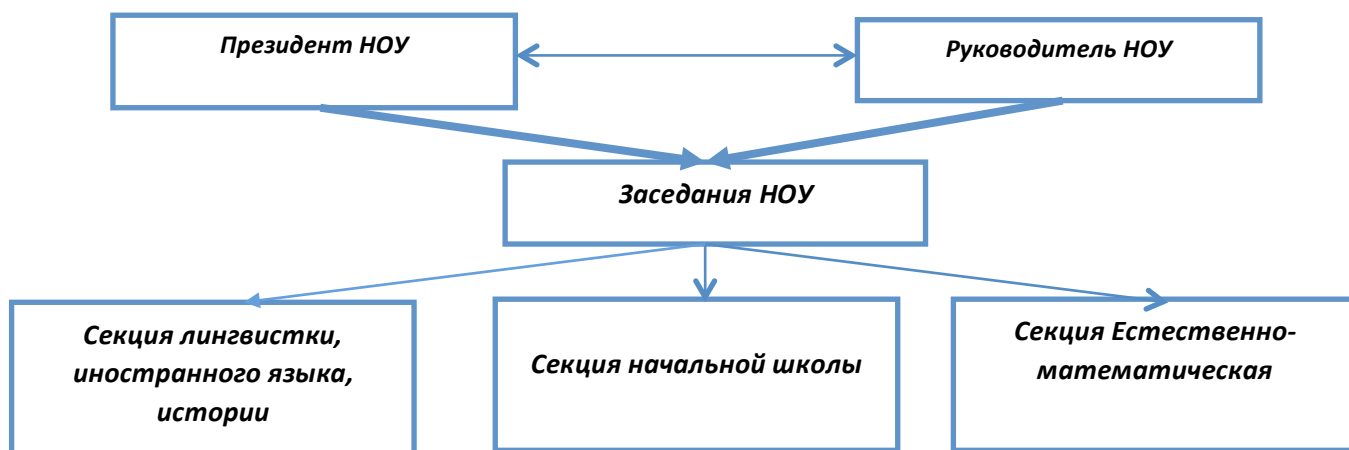 Президент НОУ
Руководитель НОУ
Заседания НОУ
Секция лингвистки,
иностранного языка,
истории
Секция начальной школы
Секция Естественно-
математическая